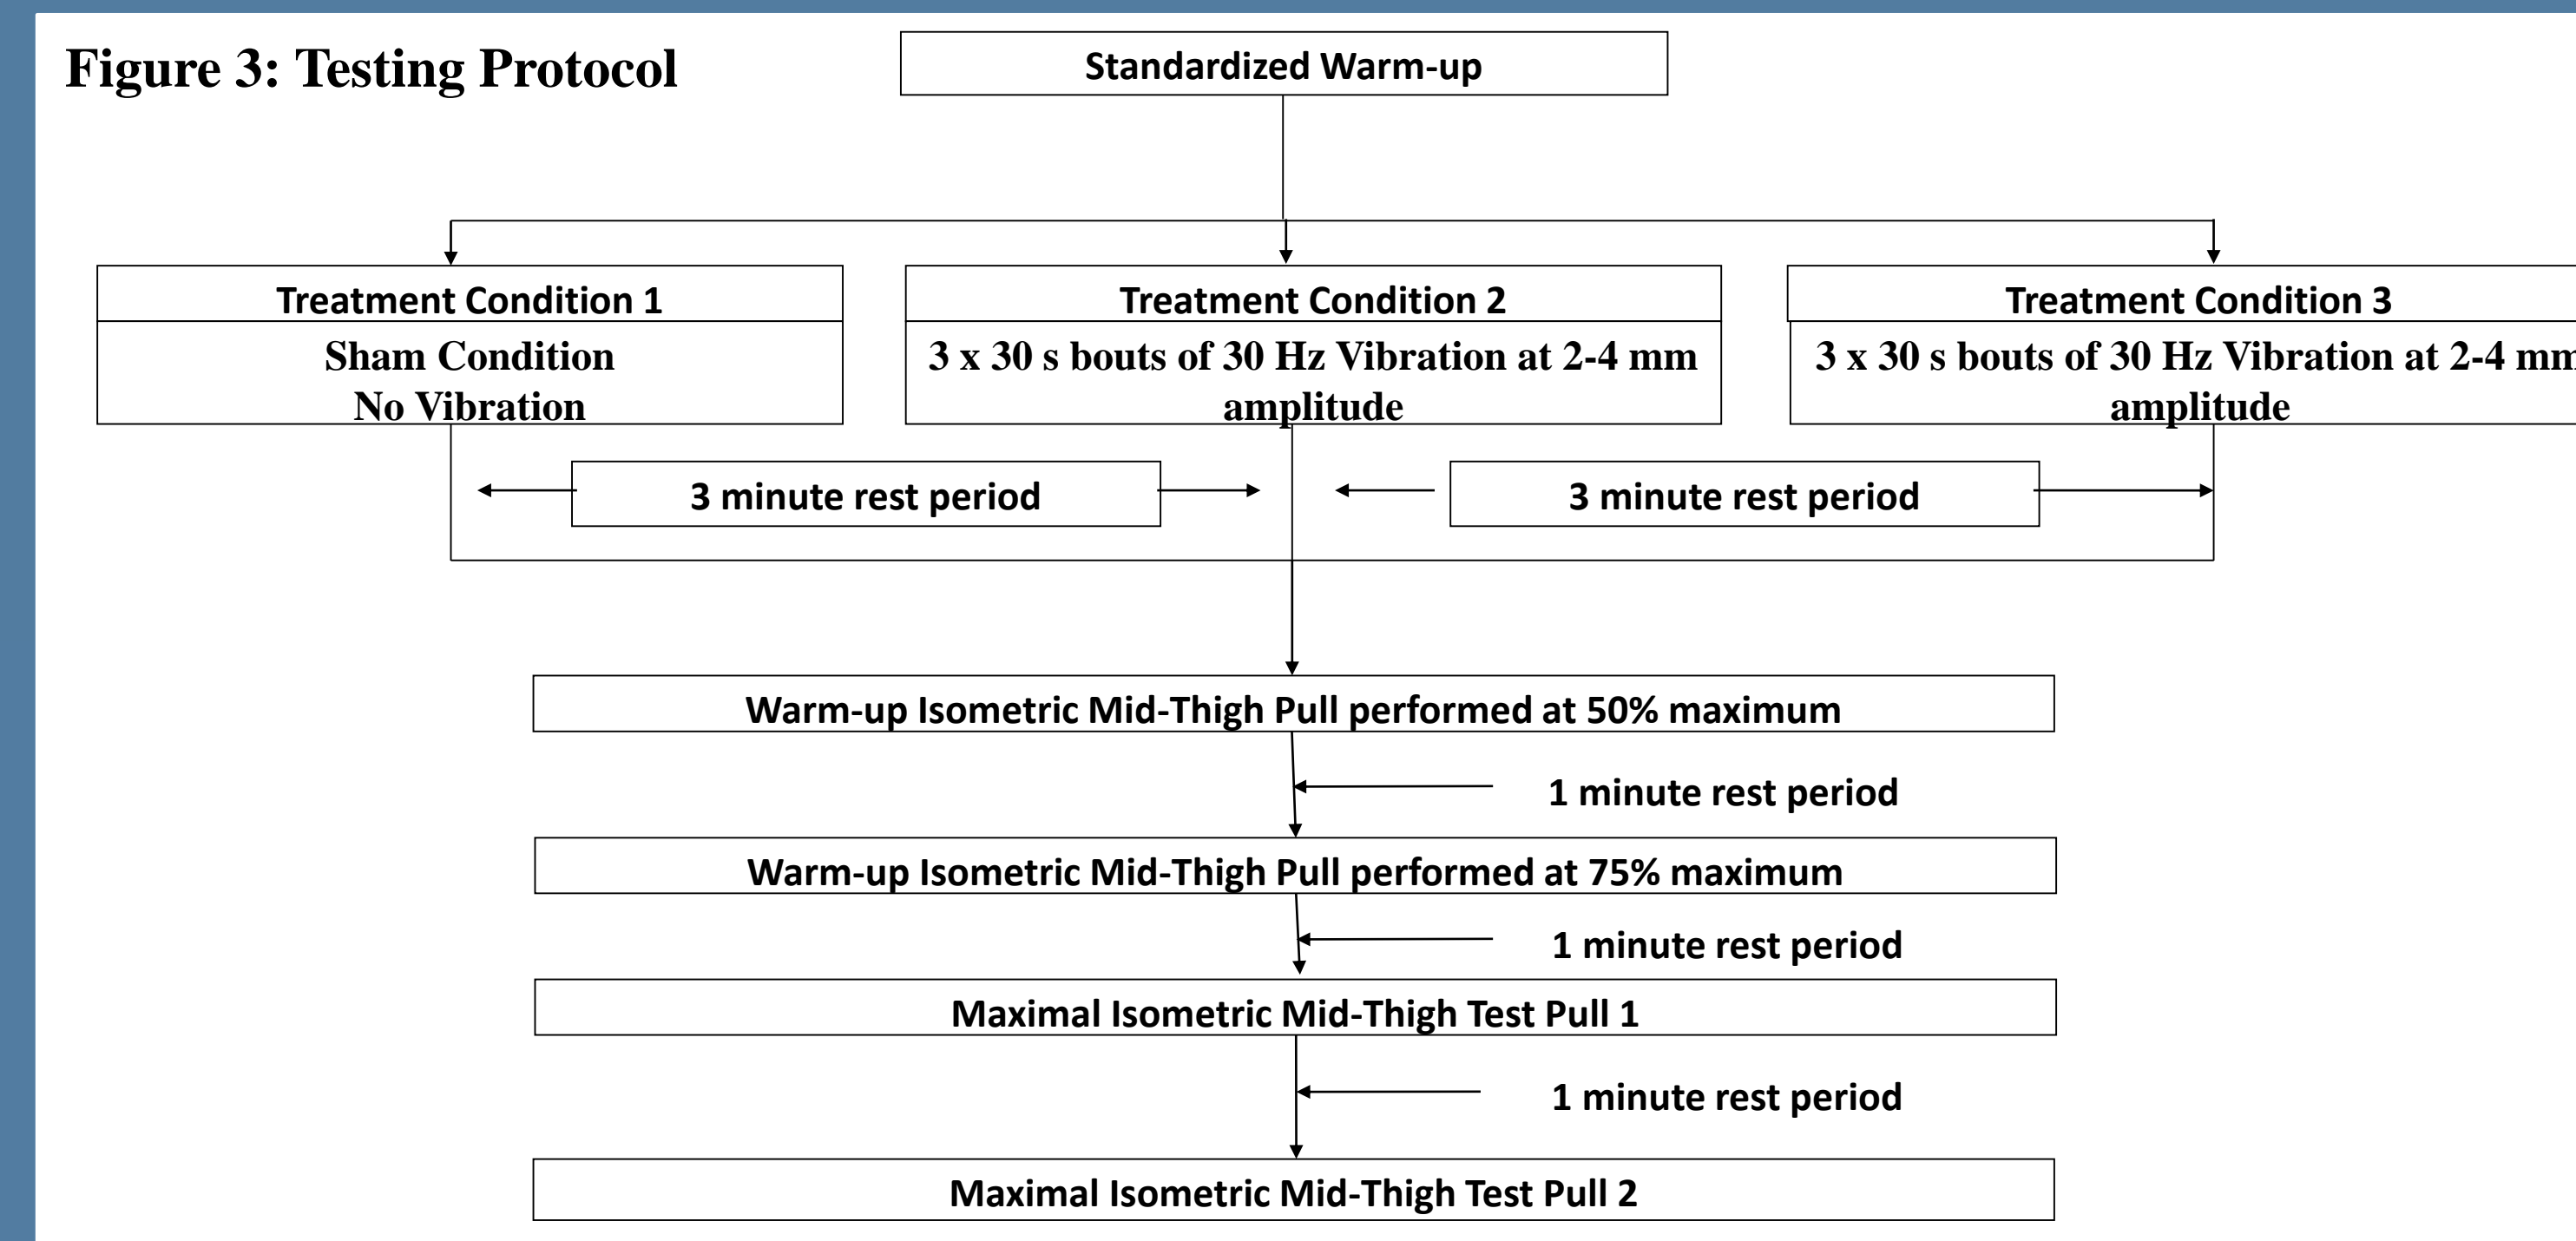 Figure 3: Testing Protocol
Standardized Warm-up
Treatment Condition 1
Sham Condition
No Vibration
Treatment Condition 2
3 x 30 s bouts of 30 Hz Vibration at 2-4 mm
amplitude
Treatment Condition 3
3 x 30 s bouts of 30 Hz Vibration at 2-4 mm
amplitude
3 minute rest period
3 minute rest period
Warm-up Isometric Mid-Thigh Pull performed at 50% maximum
1 minute rest period
Warm-up Isometric Mid-Thigh Pull performed at 75% maximum
1 minute rest period
Maximal Isometric Mid-Thigh Test Pull 1
1 minute rest period
Maximal Isometric Mid-Thigh Test Pull 2